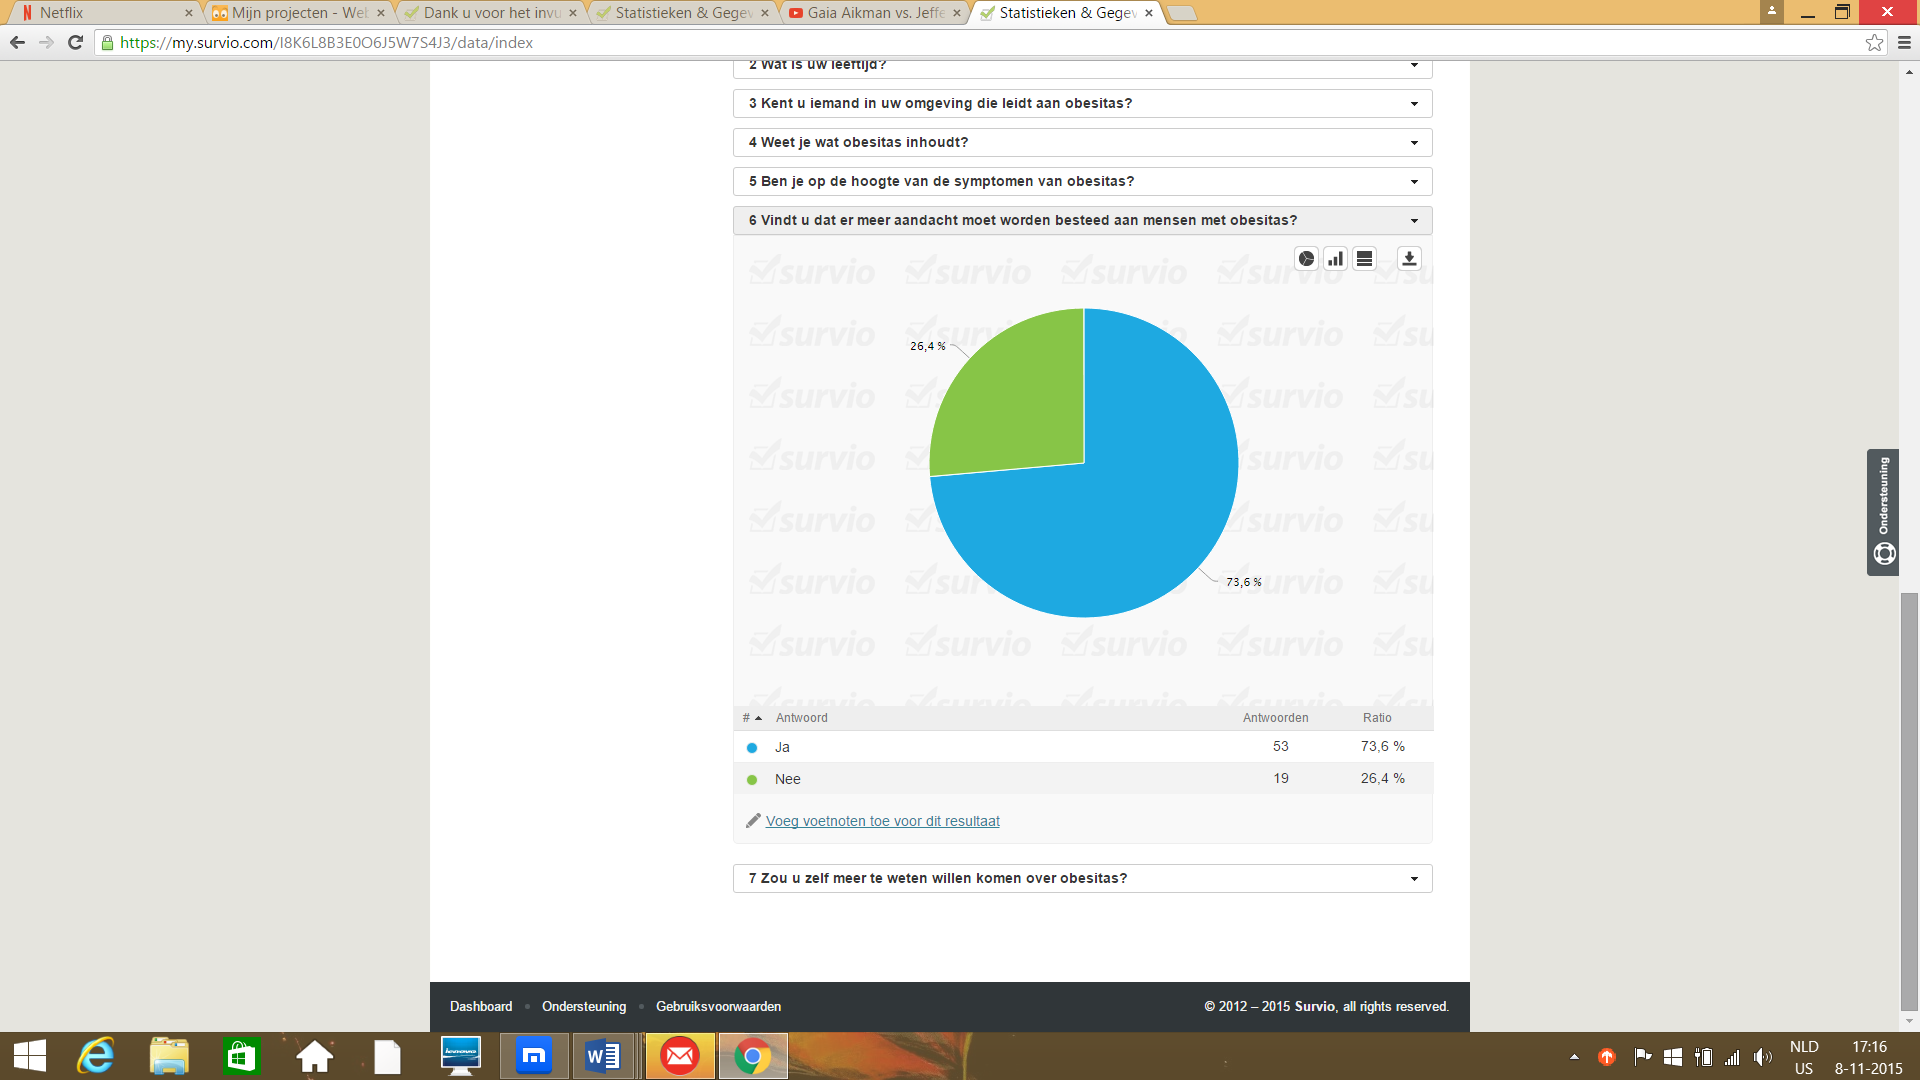 Netflix
Mijn projecten - Web
Dank u voor het invu
Statistieken & Gegev
Gaia Aikman vs. Jeffe
Statistieken & Gegev
https://my.survio.com/I8K6L8B3E0O6J5W7S4J3/data/index
2 Wat is uw leeftijd?
3 Kent u iemand in uw omgeving die leidt aan obesitas?
4 Weet je wat obesitas inhoudt?
5 Ben je op de hoogte van de symptomen van obesitas?
6 Vindt u dat er meer aandacht moet worden besteed aan mensen met obesitas?
survio
26,4 %
73,6 %
Ondersteuning
# Antwoord Antwoorden Ratio
Ja 53 73,6 %
Nee 19 26,4 %
Voeg voetnoten toe voor dit resultaat
7 Zou u zelf meer te weten willen komen over obesitas?
Dashboard Ondersteuning Gebruiksvoorwaarden © 2012 – 2015 Survio, all rights reserved.
lenovo
NLD 17:16
US 8-11-2015